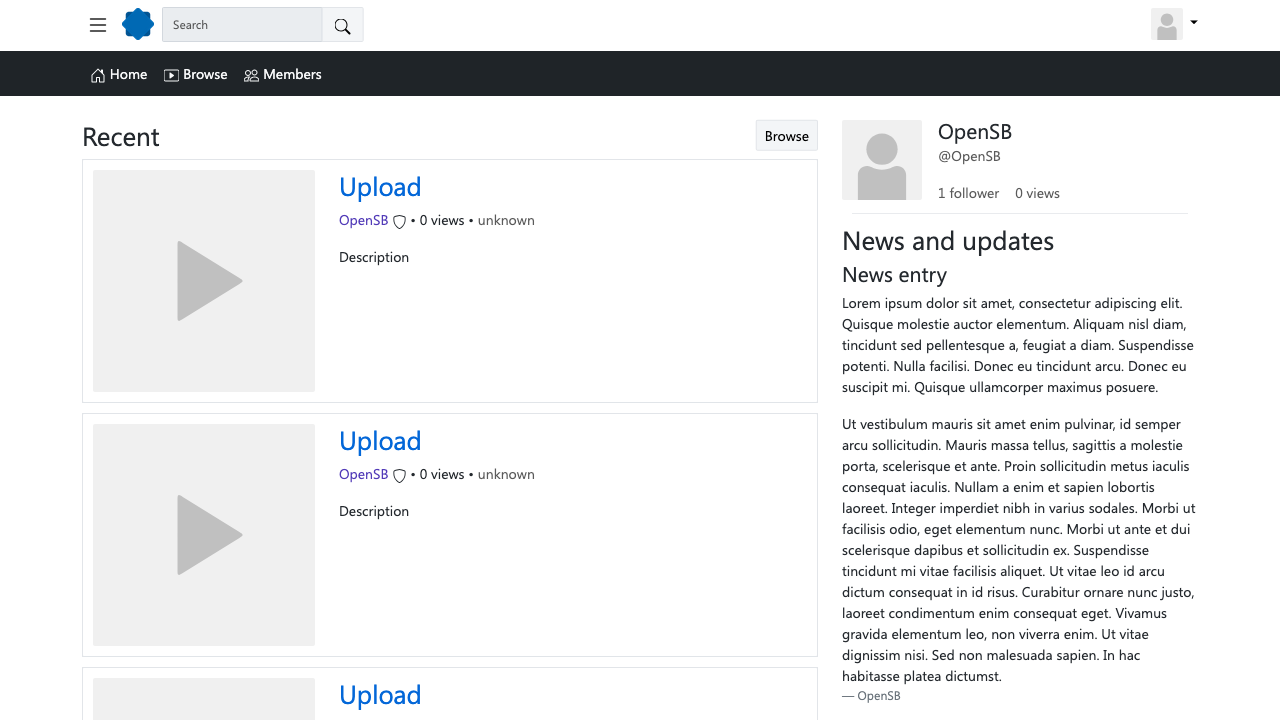 Search
Home Browse Members
Recent
Browse
Upload
OpenSB • 0 views • unknown
Description
Upload
OpenSB • 0 views • unknown
Description
Upload
OpenSB
@OpenSB
1 follower 0 views
News and updates
News entry
Lorem ipsum dolor sit amet, consectetur adipiscing elit.
Quisque molestie auctor elementum. Aliquam nisl diam,
tincidunt sed pellentesque a, feugiat a diam. Suspendisse
potenti. Nulla facilisi. Donec eu tincidunt arcu. Donec eu
suscipit mi. Quisque ullamcorper maximus posuere.
Ut vestibulum mauris sit amet enim pulvinar, id semper
arcu sollicitudin. Mauris massa tellus, sagittis a molestie
porta, scelerisque et ante. Proin sollicitudin metus iaculis
consequat iaculis. Nullam a enim et sapien lobortis
laoreet. Integer imperdiet nibh in varius sodales. Morbi ut
facilisis odio, eget elementum nunc. Morbi ut ante et dui
scelerisque dapibus et sollicitudin ex. Suspendisse
tincidunt mi vitae facilisis aliquet. Ut vitae leo id arcu
dictum consequat in id risus. Curabitur ornare nunc justo,
laoreet condimentum enim consequat eget. Vivamus
gravida elementum leo, non viverra enim. Ut vitae
dignissim nisi. Sed non malesuada sapien. In hac
habitasse platea dictumst.
— OpenSB